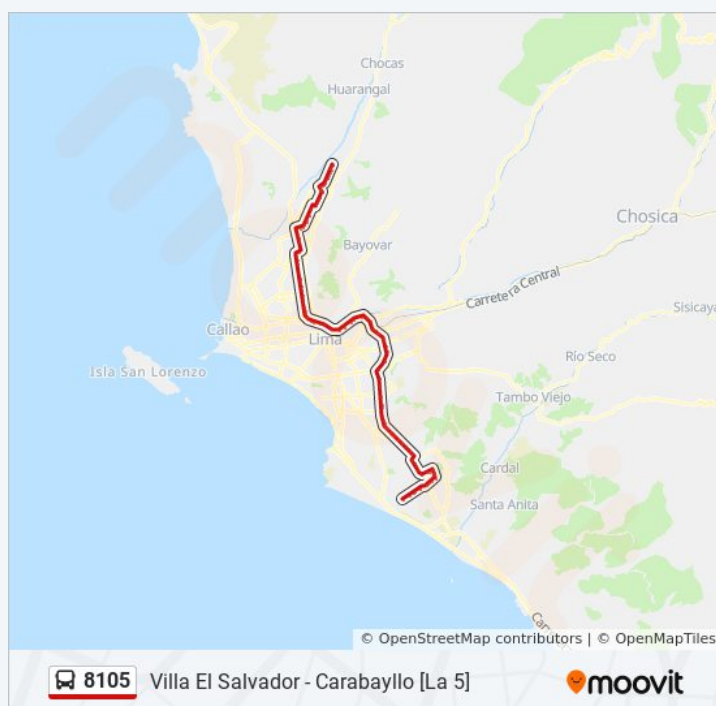 Chocas
Huarangal
Chosica
Bayovar
Carretera Central
Sisicaya
Callao
Lima
Río Seco
Isla San Lorenzo
Tambo Viejo
Cardal
Santa Anita
© OpenStreetMap contributors | © OpenMapTiles
8105 Villa El Salvador - Carabayllo [La 5]
moovit